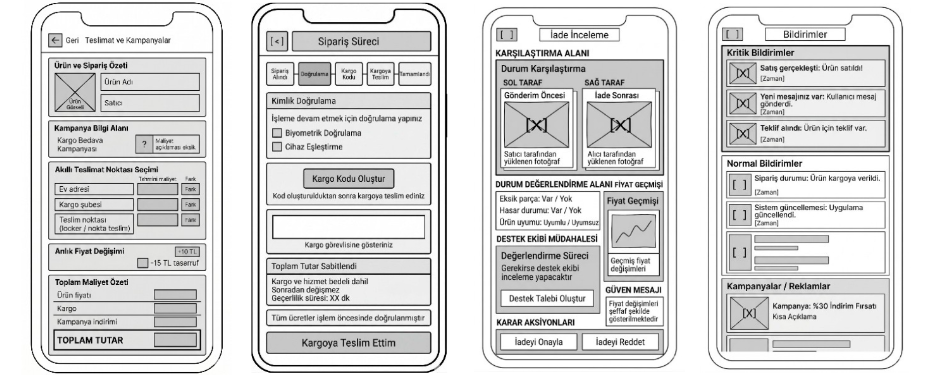 ← Geri Teslimat ve Kampanyalar
Ürün ve Sipariş Özeti
Ürün Görseli
Ürün Adı
Satıcı
Kampanya Bilgi Alanı
Kargo Bedava
Kampanyası
?
Maliyet
açıklaması eksik
Akıllı Teslimat Noktası Seçimi
Tahmini maliyet Fark
Ev adresi Fark
Kargo şubesi Fark
Teslim noktası
(locker / nokta teslim) Fark
Anlık Fiyat Değişimi -10 TL
-15 TL tasarruf
Toplam Maliyet Özeti
Ürün fiyatı
Kargo
Kampanya indirimi
TOPLAM TUTAR
[<] Sipariş Süreci
Sipariş Alındı
Doğrulama
Kargo Kodu
Kargoya Teslim
Tamamlandı
Kimlik Doğrulama
İşleme devam etmek için doğrulama yapınız
Biyometrik Doğrulama
Cihaz Eşleştirme
Kargo Kodu Oluştur
Kod oluşturulduktan sonra kargoya teslim ediniz
Kargo görevlisine gösteriniz
Toplam Tutar Sabitlendi
Kargo ve hizmet bedeli dahil
Sonradan değişmez
Geçerlilik süresi: XX dk
Tüm ücretler işlem öncesinde doğrulanmıştır
Kargoya Teslim Ettim
[ ] İade İnceleme
KARŞILAŞTIRMA ALANI
Durum Karşılaştırma
SOL TARAF
SAĞ TARAF
Gönderim Öncesi
[X]
Satıcı tarafından
yüklenen fotoğraf
İade Sonrası
[X]
Alıcı tarafından
yüklenen fotoğraf
DURUM DEĞERLENDİRME ALANI
Eksik parça: Var / Yok
Hasar durumu: Var / Yok
Ürün uyumu: Uyumlu / Uyumsuz
FİYAT GEÇMİŞİ
Fiyat Geçmişi
Geçmiş fiyat
değişimleri
DESTEK EKİBİ MÜDAHALESİ
Değerlendirme Süreci
Gerekirse destek ekibi
inceleme yapacaktır
Destek Talebi Oluştur
GÜVEN MESAJI
Fiyat değişimleri
şeffaf şekilde
gösterilmektedir
KARAR AKSİYONLARI
İadeyi Onayla
İadeyi Reddet
[ ] Bildirimler
Kritik Bildirimler
[X]
Satış gerçekleşti: Ürün satıldı!
[Zaman]
[X]
Yeni mesajınız var: Kullanıcı mesaj
gönderdi.
[Zaman]
[X]
Teklif alındı: Ürün için teklif var.
[Zaman]
Normal Bildirimler
[ ]
Sipariş durumu: Ürün kargoya verildi.
[Zaman]
[ ]
Sistem güncellemesi: Uygulama
güncellendi.
[Zaman]
[ ]
Kampanyalar / Reklamlar
[X]
Kampanya: %30 İndirim Fırsatı
Kısa Açıklama